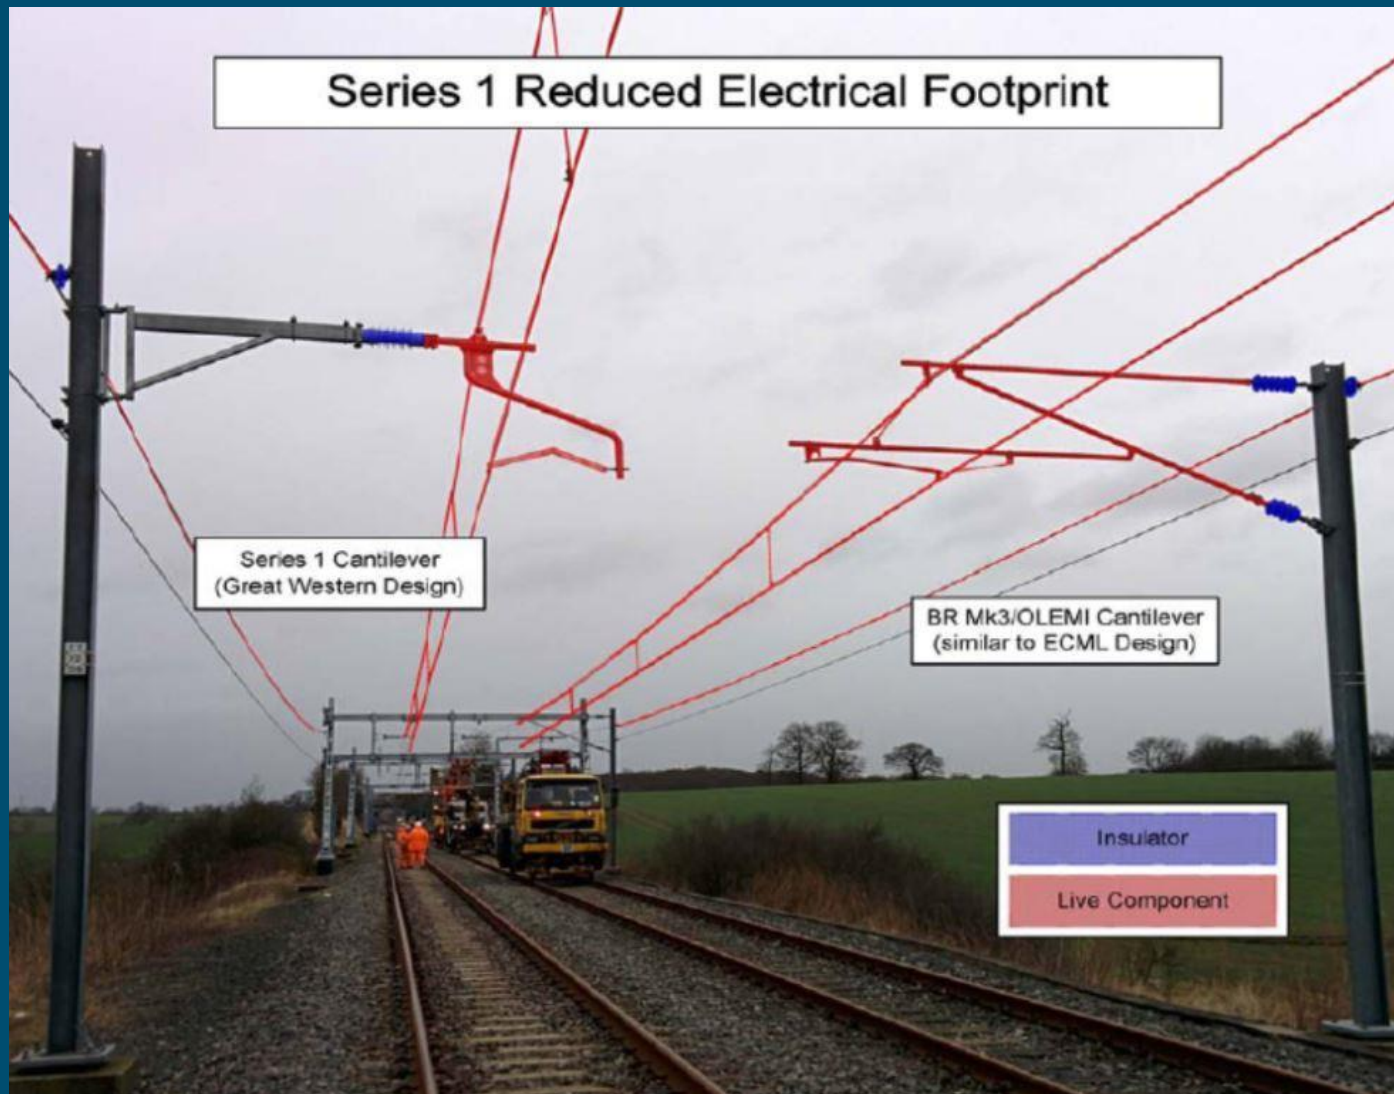 Series 1 Reduced Electrical Footprint
Series 1 Cantilever
(Great Western Design)
BR Mk3/OLEMI Cantilever
(similar to ECML Design)
Insulator
Live Component